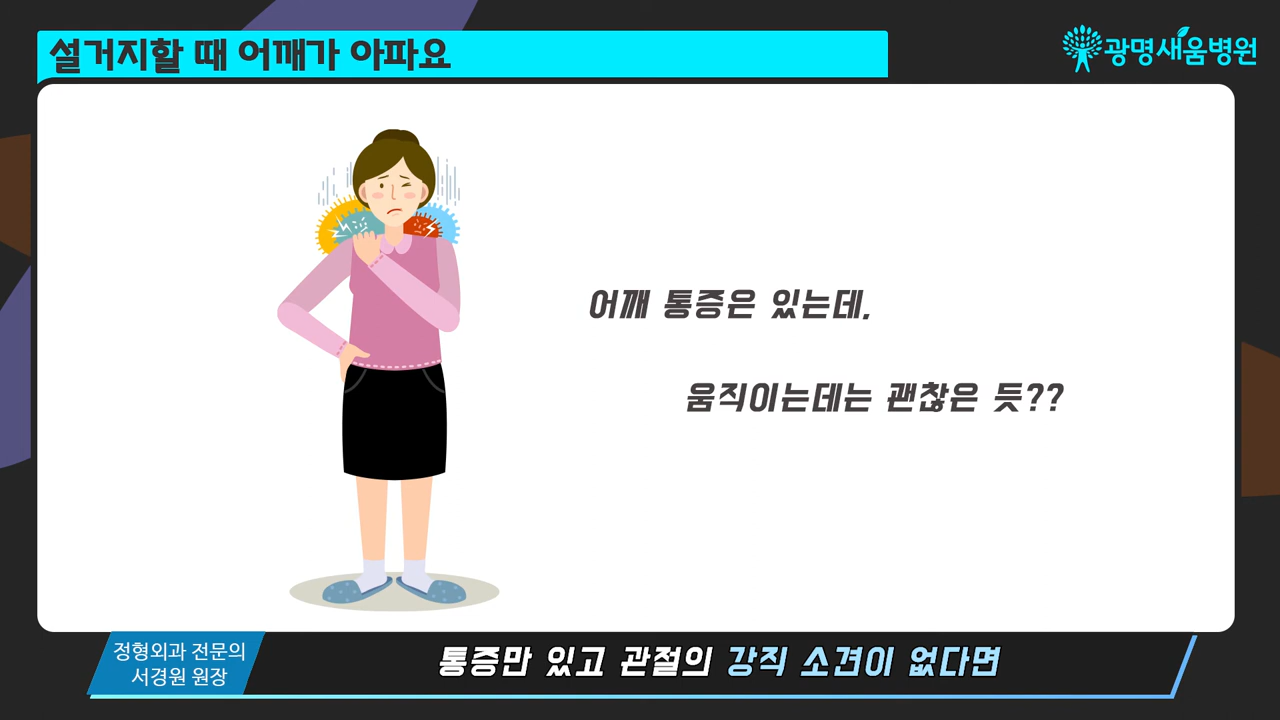 설거지할 때 어깨가 아파요
광명새움병원
어깨 통증은 있는데,
움직이는데는 괜찮은 듯??
정형외과 전문의
서경원 원장
통증만 있고 관절의 강직 소견이 없다면